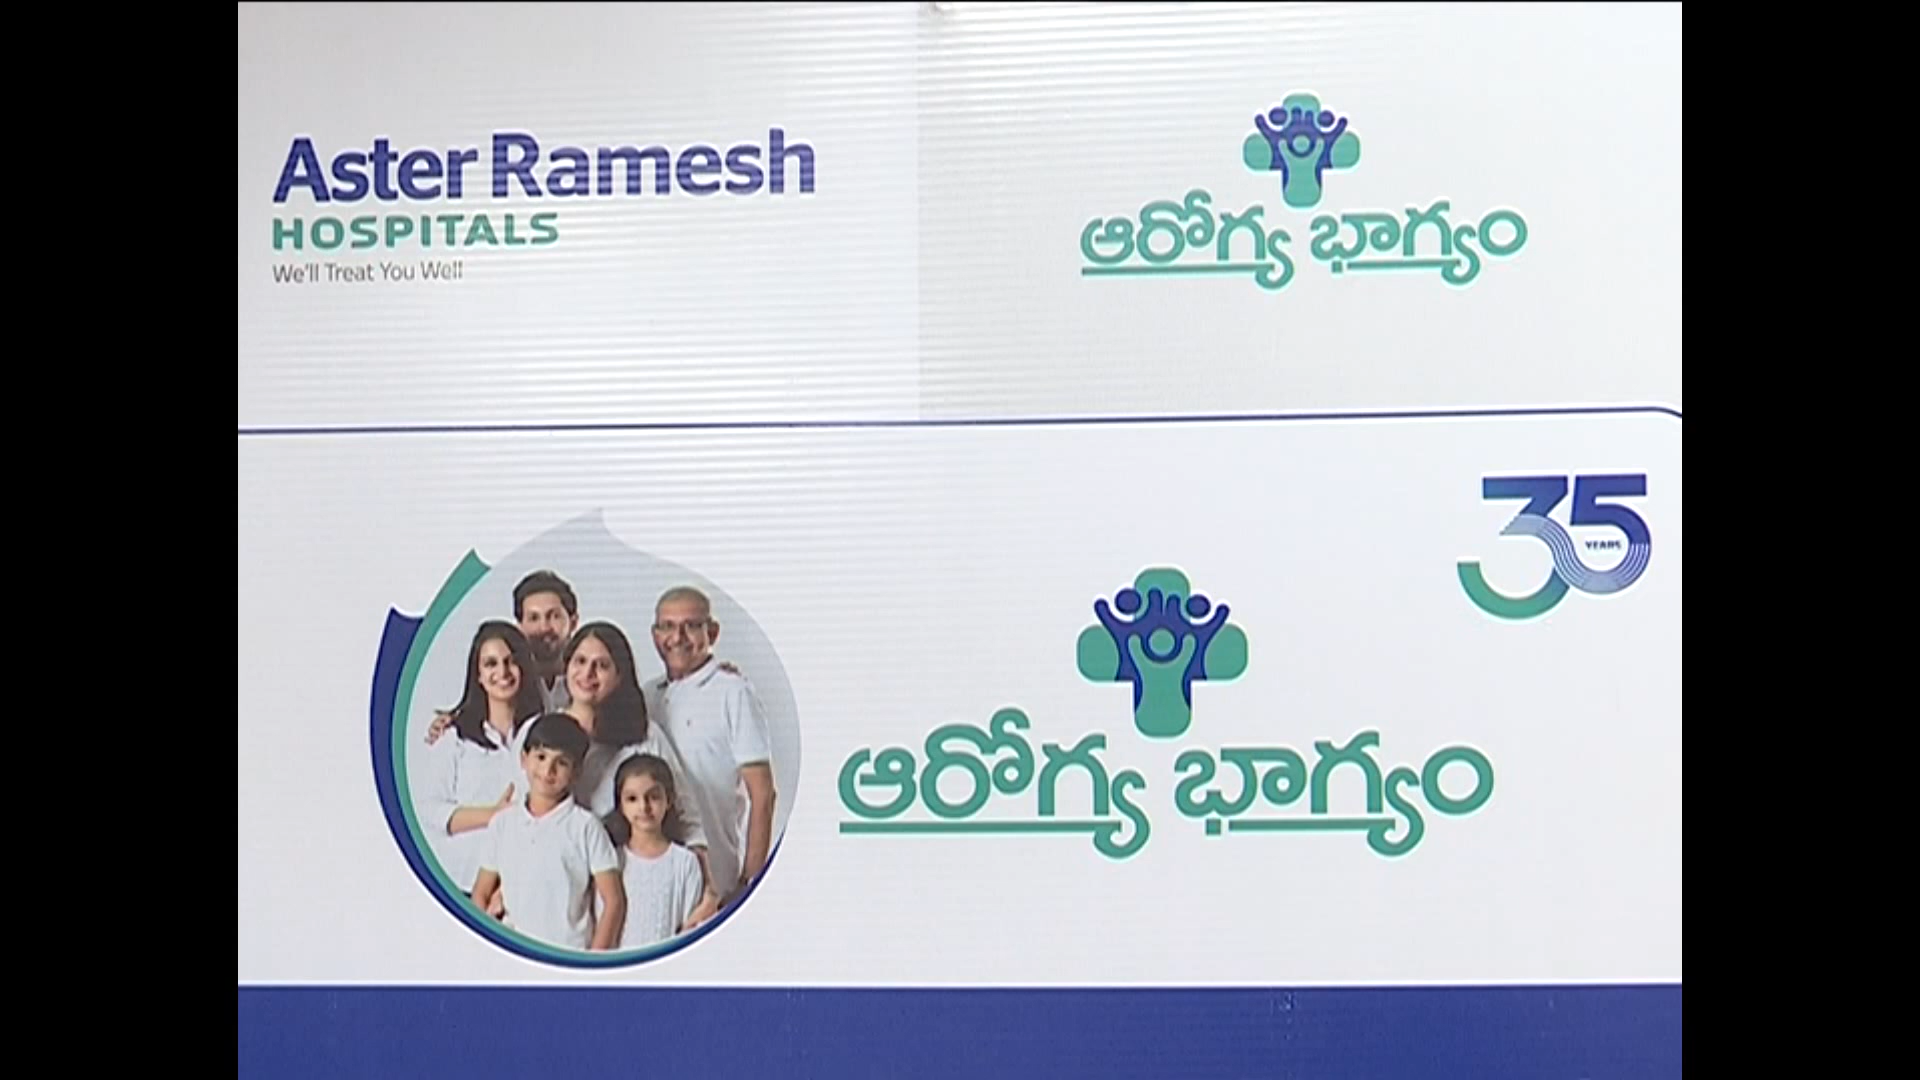 Aster Ramesh
HOSPITALS
We'll Treat You Well
ఆరోగ్య భాగ్యం
35
YEARS
ఆరోగ్య భాగ్యం